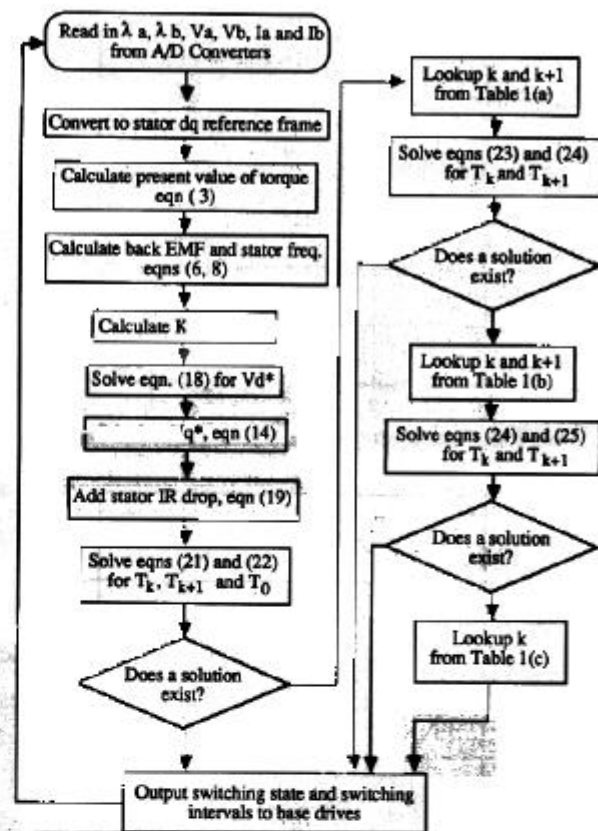 Read in λ a, λ b, Va, Vb, Ia and Ib
from A/D Converters
Convert to stator dq reference frame
Calculate present value of torque
eqn ( 3)
Calculate back EMF and stator freq.
eqns (6, 8)
Calculate K
Solve eqn. (18) for Vd*
q*, eqn (14)
Add stator IR drop, eqn (19)
Solve eqns (21) and (22)
for Tk, Tk+1 and T0
Does a solution
exist?
Lookup k and k+1
from Table 1(a)
Solve eqns (23) and (24)
for Tk and Tk+1
Does a solution
exist?
Lookup k and k+1
from Table 1(b)
Solve eqns (24) and (25)
for Tk and Tk+1
Does a solution
exist?
Lookup k
from Table 1(c)
Output switching state and switching
intervals to base drives